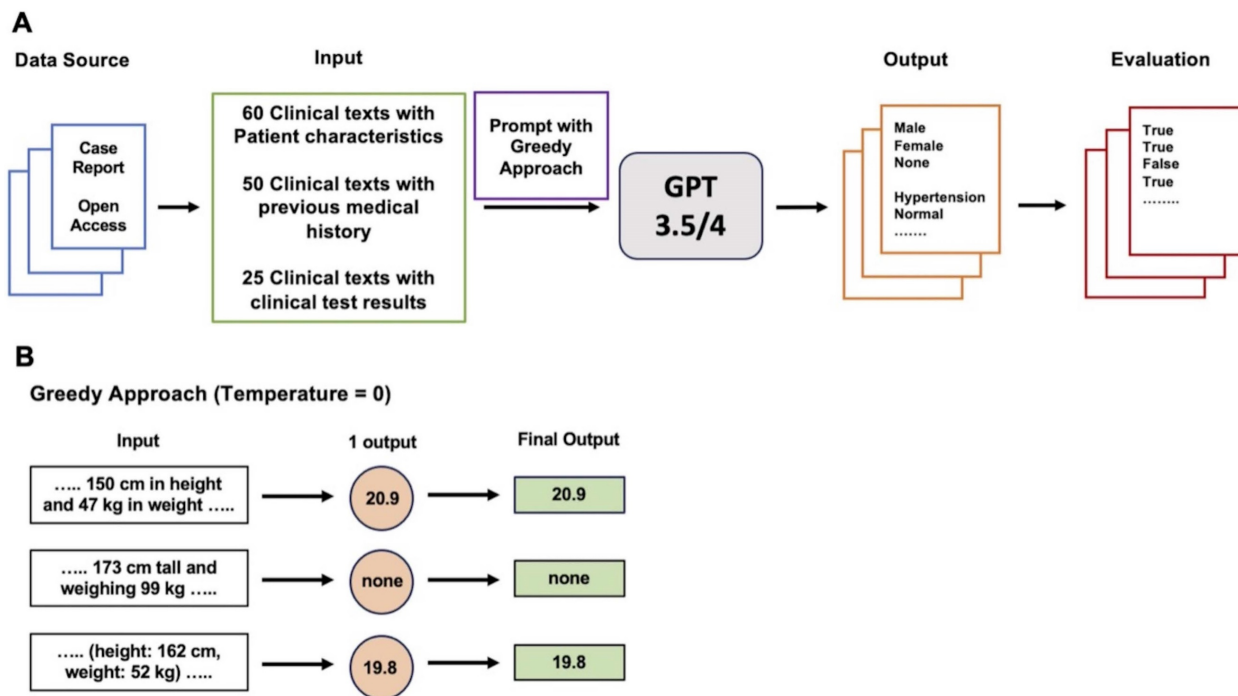 A
Data Source
Input
Output
Evaluation
Case
Report
Open
Access
60 Clinical texts with
Patient characteristics
50 Clinical texts with
previous medical
history
25 Clinical texts with
clinical test results
Prompt with
Greedy
Approach
GPT
3.5/4
Male
Female
None
Hypertension
Normal
.......
True
True
False
True
........
B
Greedy Approach (Temperature = 0)
Input
1 output
Final Output
..... 150 cm in height
and 47 kg in weight .....
20.9
20.9
..... 173 cm tall and
weighing 99 kg .....
none
none
..... (height: 162 cm,
weight: 52 kg) .....
19.8
19.8